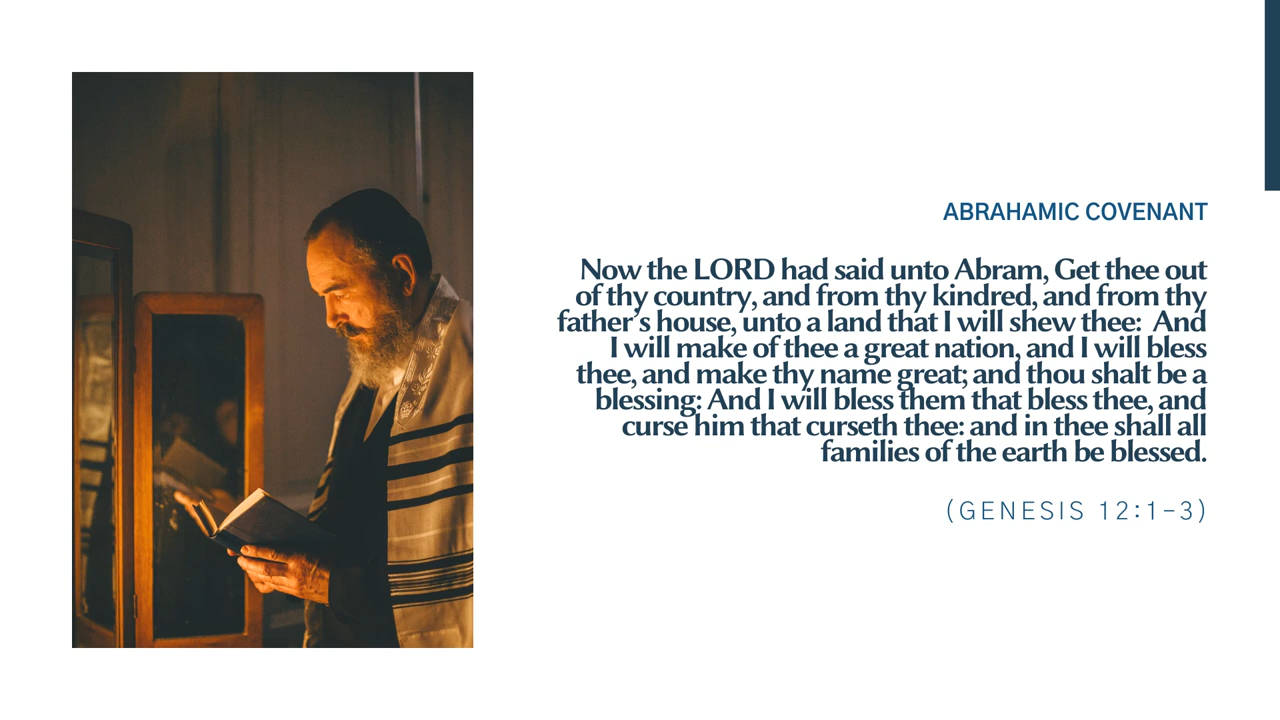 ABRAHAMIC COVENANT
Now the LORD had said unto Abram, Get thee out
of thy country, and from thy kindred, and from thy
father's house, unto a land that I will shew thee:  And
I will make of thee a great nation, and I will bless
thee, and make thy name great; and thou shalt be a
blessing: And I will bless them that bless thee, and
curse him that curseth thee: and in thee shall all
families of the earth be blessed.
(GENESIS 12:1-3)